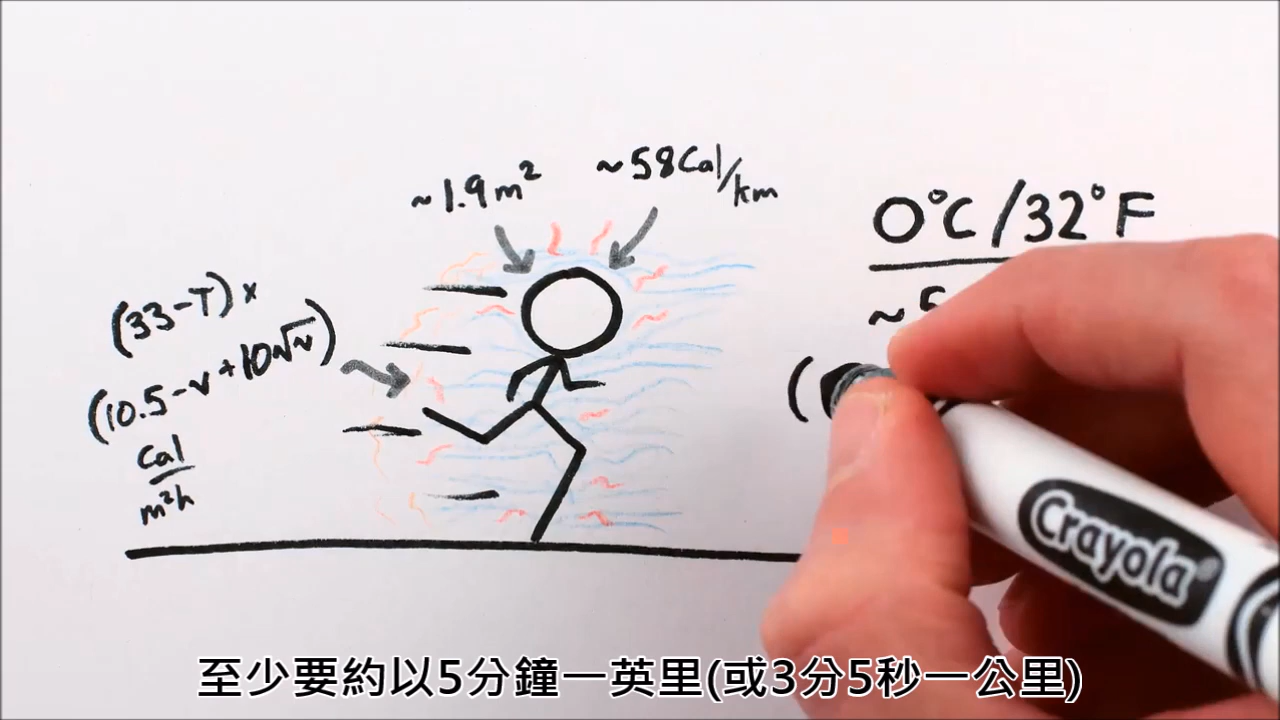 ~1.9m²
~58Cal/km
0°C/32°F
~5
(33-T)×
(10.5-v+10√v)
Cal
m²h
(
Crayola®
至少要約以5分鐘一英里(或3分5秒一公里)